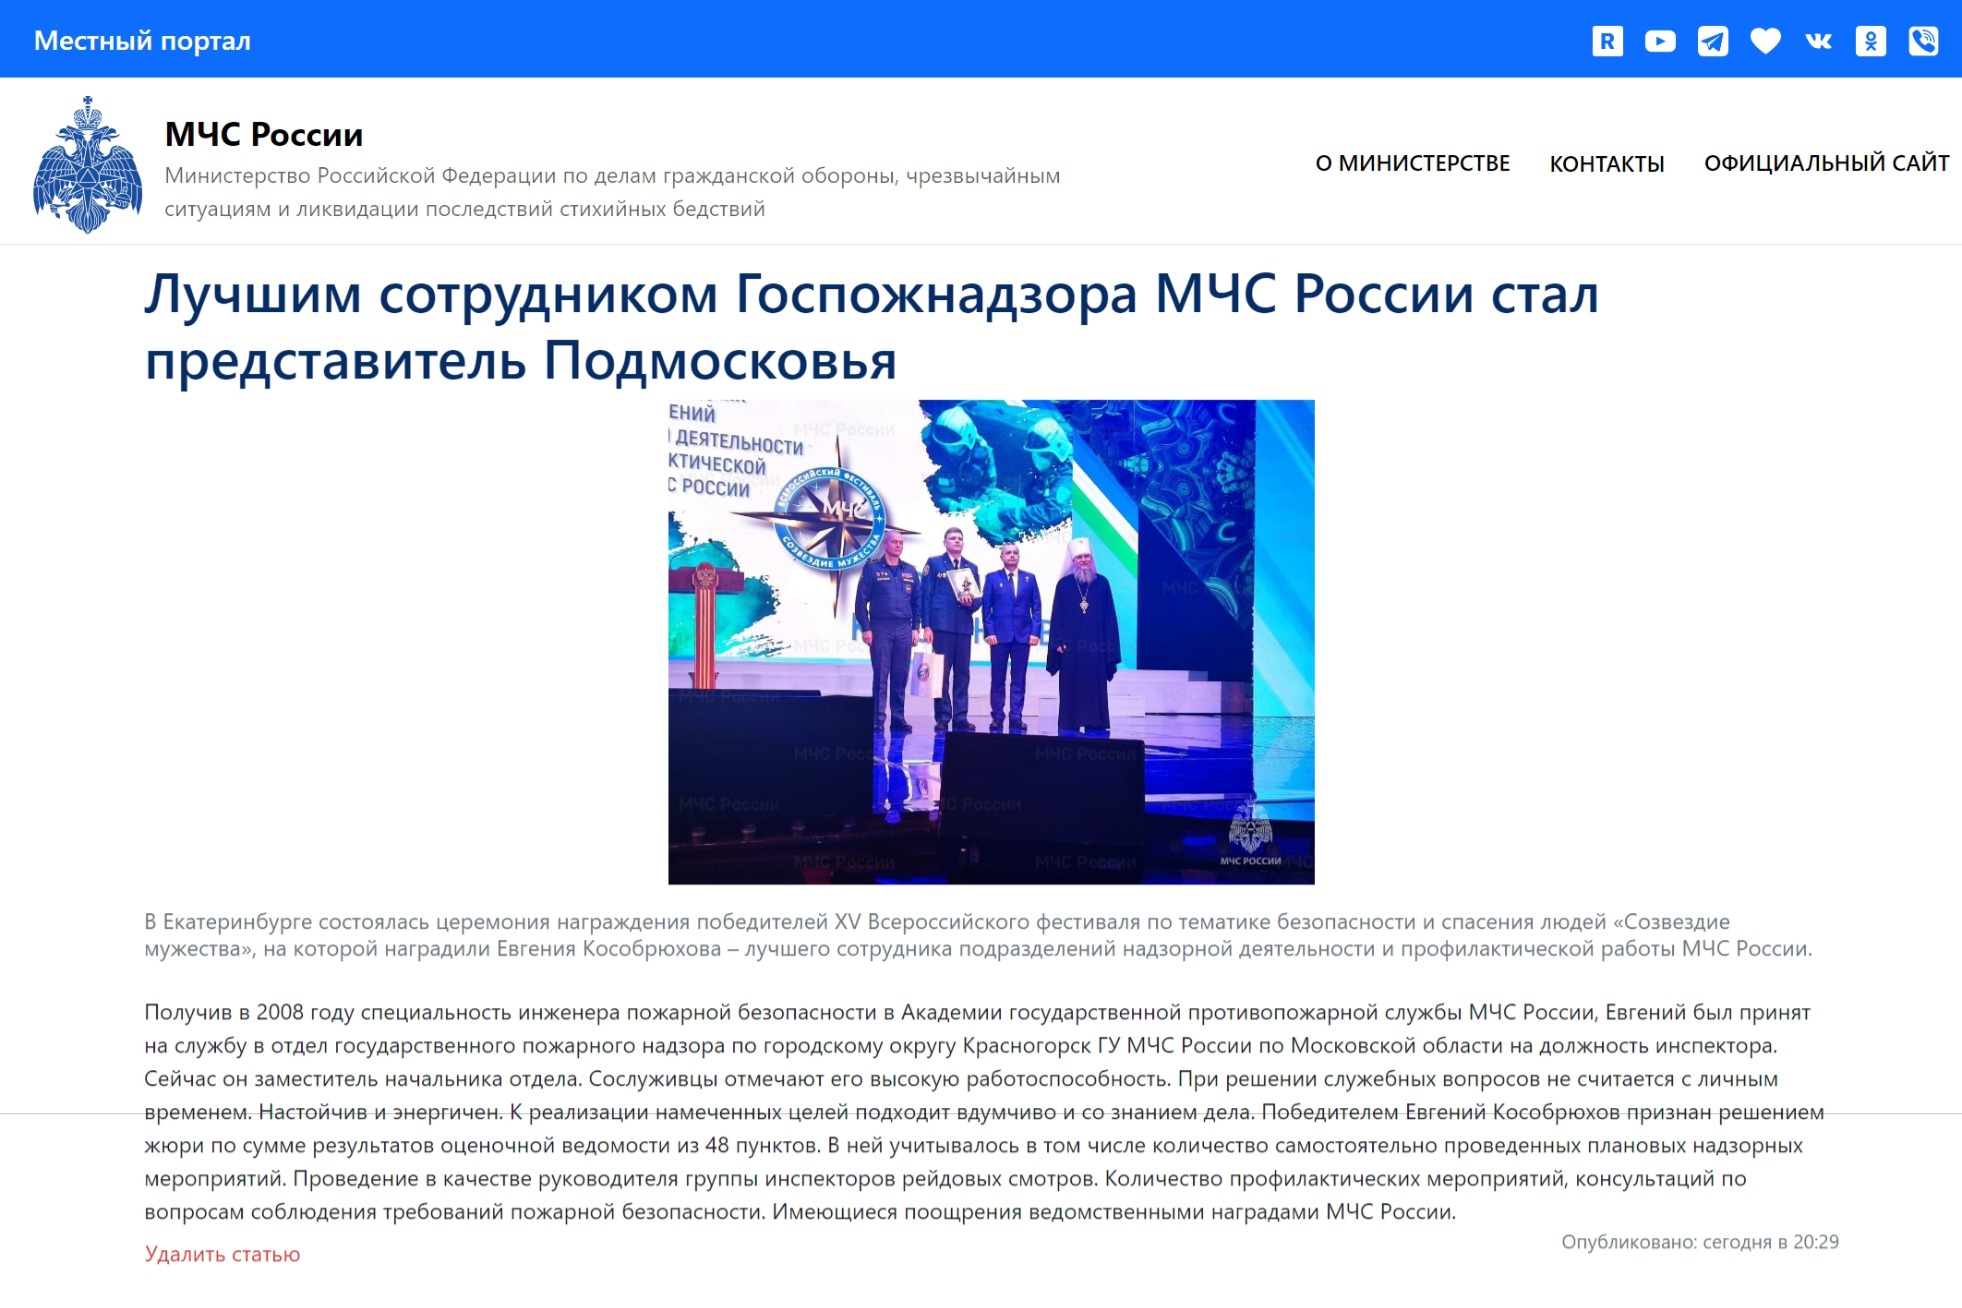 Местный портал
МЧС России
Министерство Российской Федерации по делам гражданской обороны, чрезвычайным
ситуациям и ликвидации последствий стихийных бедствий
О МИНИСТЕРСТВЕ КОНТАКТЫ ОФИЦИАЛЬНЫЙ САЙТ
Лучшим сотрудником Госпожнадзора МЧС России стал
представитель Подмосковья
ЕНИЙ
ДЕЯТЕЛЬНОСТИ
КТИЧЕСКОЙ
С РОССИИ
ВСЕРОССИЙСКИЙ ФЕСТИВАЛЬ
МЧС
СОЗВЕЗДИЕ МУЖЕСТВА
МЧС России
МЧС РОССИИ
В Екатеринбурге состоялась церемония награждения победителей XV Всероссийского фестиваля по тематике безопасности и спасения людей «Созвездие
мужества», на которой наградили Евгения Кособрюхова – лучшего сотрудника подразделений надзорной деятельности и профилактической работы МЧС России.
Получив в 2008 году специальность инженера пожарной безопасности в Академии государственной противопожарной службы МЧС России, Евгений был принят
на службу в отдел государственного пожарного надзора по городскому округу Красногорск ГУ МЧС России по Московской области на должность инспектора.
Сейчас он заместитель начальника отдела. Сослуживцы отмечают его высокую работоспособность. При решении служебных вопросов не считается с личным
временем. Настойчив и энергичен. К реализации намеченных целей подходит вдумчиво и со знанием дела. Победителем Евгений Кособрюхов признан решением
жюри по сумме результатов оценочной ведомости из 48 пунктов. В ней учитывалось в том числе количество самостоятельно проведенных плановых надзорных
мероприятий. Проведение в качестве руководителя группы инспекторов рейдовых смотров. Количество профилактических мероприятий, консультаций по
вопросам соблюдения требований пожарной безопасности. Имеющиеся поощрения ведомственными наградами МЧС России.
Опубликовано: сегодня в 20:29
Удалить статью